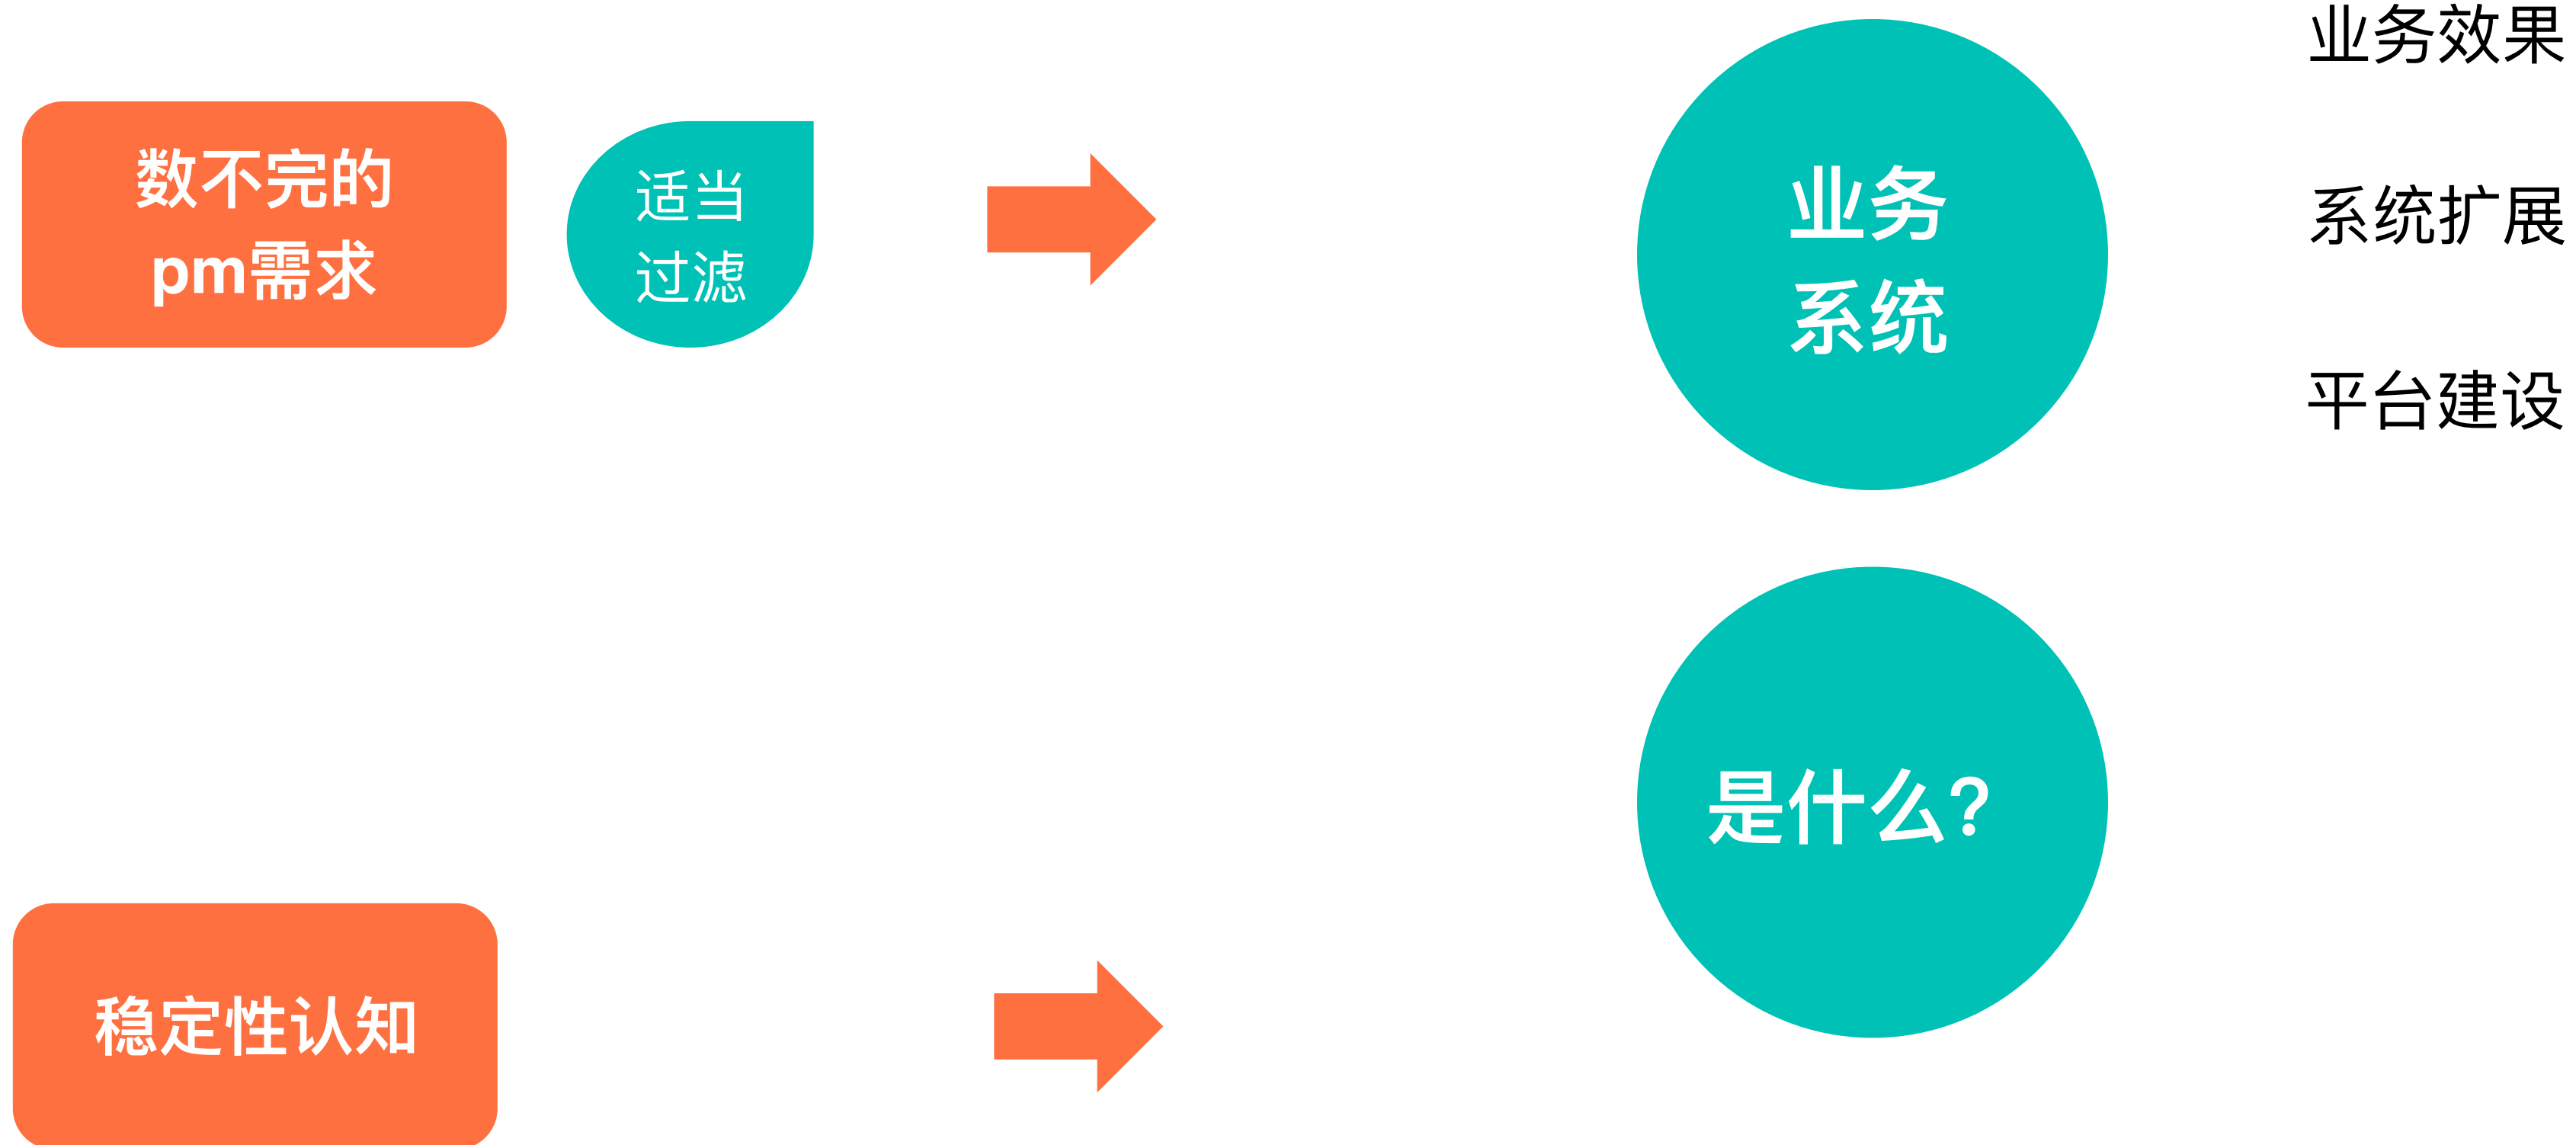 数不完的
pm需求
适当
过滤
业务
系统
业务效果
系统扩展
平台建设
是什么?
稳定性认知